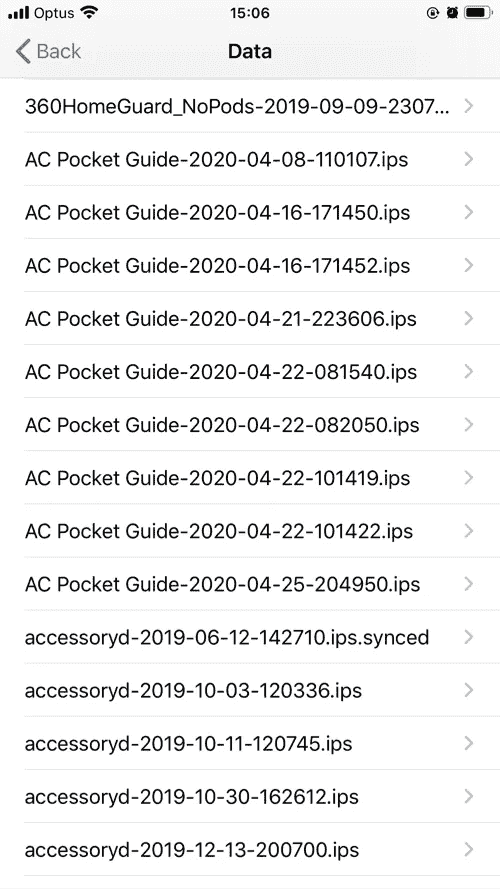 Optus 15:06
Back Data
360HomeGuard_NoPods-2019-09-09-2307...
AC Pocket Guide-2020-04-08-110107.ips
AC Pocket Guide-2020-04-16-171450.ips
AC Pocket Guide-2020-04-16-171452.ips
AC Pocket Guide-2020-04-21-223606.ips
AC Pocket Guide-2020-04-22-081540.ips
AC Pocket Guide-2020-04-22-082050.ips
AC Pocket Guide-2020-04-22-101419.ips
AC Pocket Guide-2020-04-22-101422.ips
AC Pocket Guide-2020-04-25-204950.ips
accessoryd-2019-06-12-142710.ips.synced
accessoryd-2019-10-03-120336.ips
accessoryd-2019-10-11-120745.ips
accessoryd-2019-10-30-162612.ips
accessoryd-2019-12-13-200700.ips